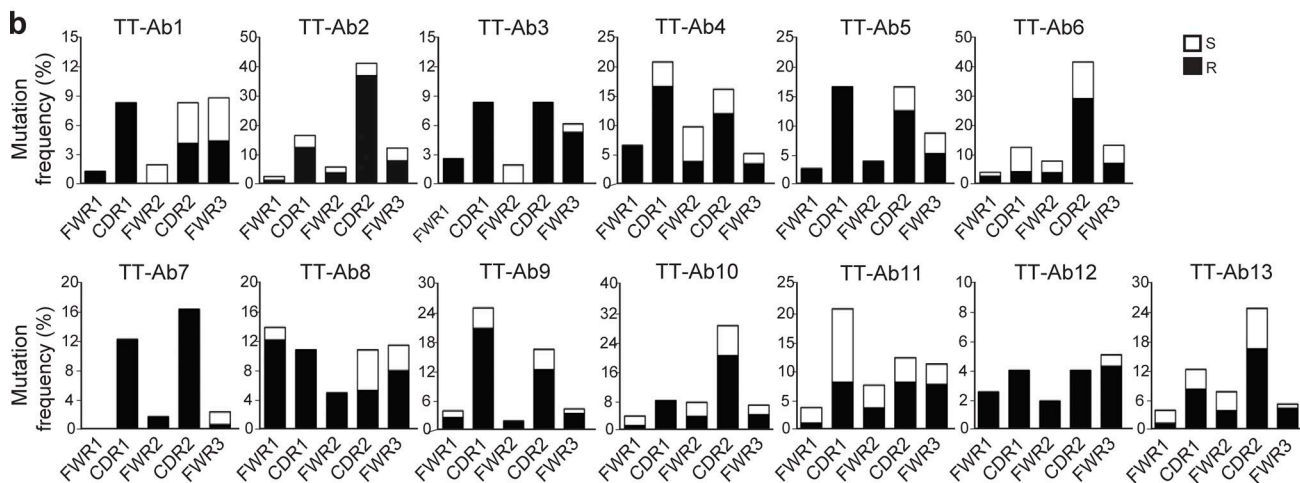 b
TT-Ab1
TT-Ab2
TT-Ab3
TT-Ab4
TT-Ab5
TT-Ab6
S
R
Mutation
frequency (%)
15
12
9
6
3
0
FWR1
CDR1
FWR2
CDR2
FWR3
50
40
30
20
10
0
FWR1
CDR1
FWR2
CDR2
FWR3
15
12
9
6
3
0
FWR1
CDR1
FWR2
CDR2
FWR3
25
20
15
10
5
0
FWR1
CDR1
FWR2
CDR2
FWR3
25
20
15
10
5
0
FWR1
CDR1
FWR2
CDR2
FWR3
50
40
30
20
10
0
FWR1
CDR1
FWR2
CDR2
FWR3
TT-Ab7
TT-Ab8
TT-Ab9
TT-Ab10
TT-Ab11
TT-Ab12
TT-Ab13
Mutation
frequency (%)
20
16
12
8
4
0
FWR1
CDR1
FWR2
CDR2
FWR3
20
16
12
8
4
0
FWR1
CDR1
FWR2
CDR2
FWR3
30
24
18
12
6
0
FWR1
CDR1
FWR2
CDR2
FWR3
40
32
24
16
8
0
FWR1
CDR1
FWR2
CDR2
FWR3
25
20
15
10
5
0
FWR1
CDR1
FWR2
CDR2
FWR3
10
8
6
4
2
0
FWR1
CDR1
FWR2
CDR2
FWR3
30
24
18
12
6
0
FWR1
CDR1
FWR2
CDR2
FWR3